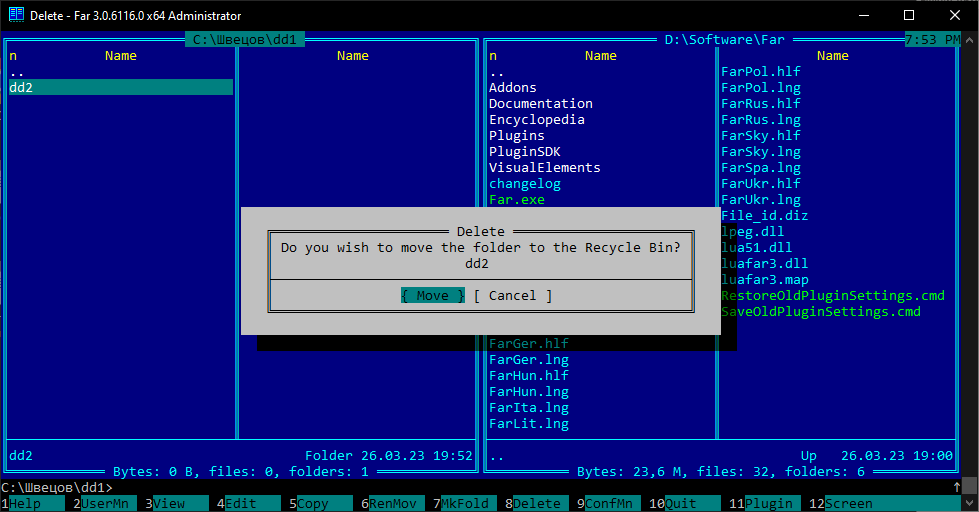 Delete - Far 3.0.6116.0 x64 Administrator
C:\Швецов\dd1
n Name Name
..
dd2
dd2 Folder 26.03.23 19:52
Bytes: 0 B, files: 0, folders: 1
D:\Software\Far 7:53 PM
n Name Name
..
Addons
Documentation
Encyclopedia
Plugins
PluginSDK
VisualElements
changelog
Far.exe
FarGer.hlf
FarGer.lng
FarHun.hlf
FarHun.lng
FarIta.lng
FarLit.lng
FarPol.hlf
FarPol.lng
FarRus.hlf
FarRus.lng
FarSky.hlf
FarSky.lng
FarSpa.lng
FarUkr.hlf
FarUkr.lng
File_id.diz
lpeg.dll
lua51.dll
luafar3.dll
luafar3.map
RestoreOldPluginSettings.cmd
SaveOldPluginSettings.cmd
.. Up 26.03.23 19:00
Bytes: 23,6 M, files: 32, folders: 6
Delete
Do you wish to move the folder to the Recycle Bin?
dd2
{ Move } [ Cancel ]
C:\Швецов\dd1>
1Help 2UserMn 3View 4Edit 5Copy 6RenMov 7MkFold 8Delete 9ConfMn 10Quit 11Plugin 12Screen